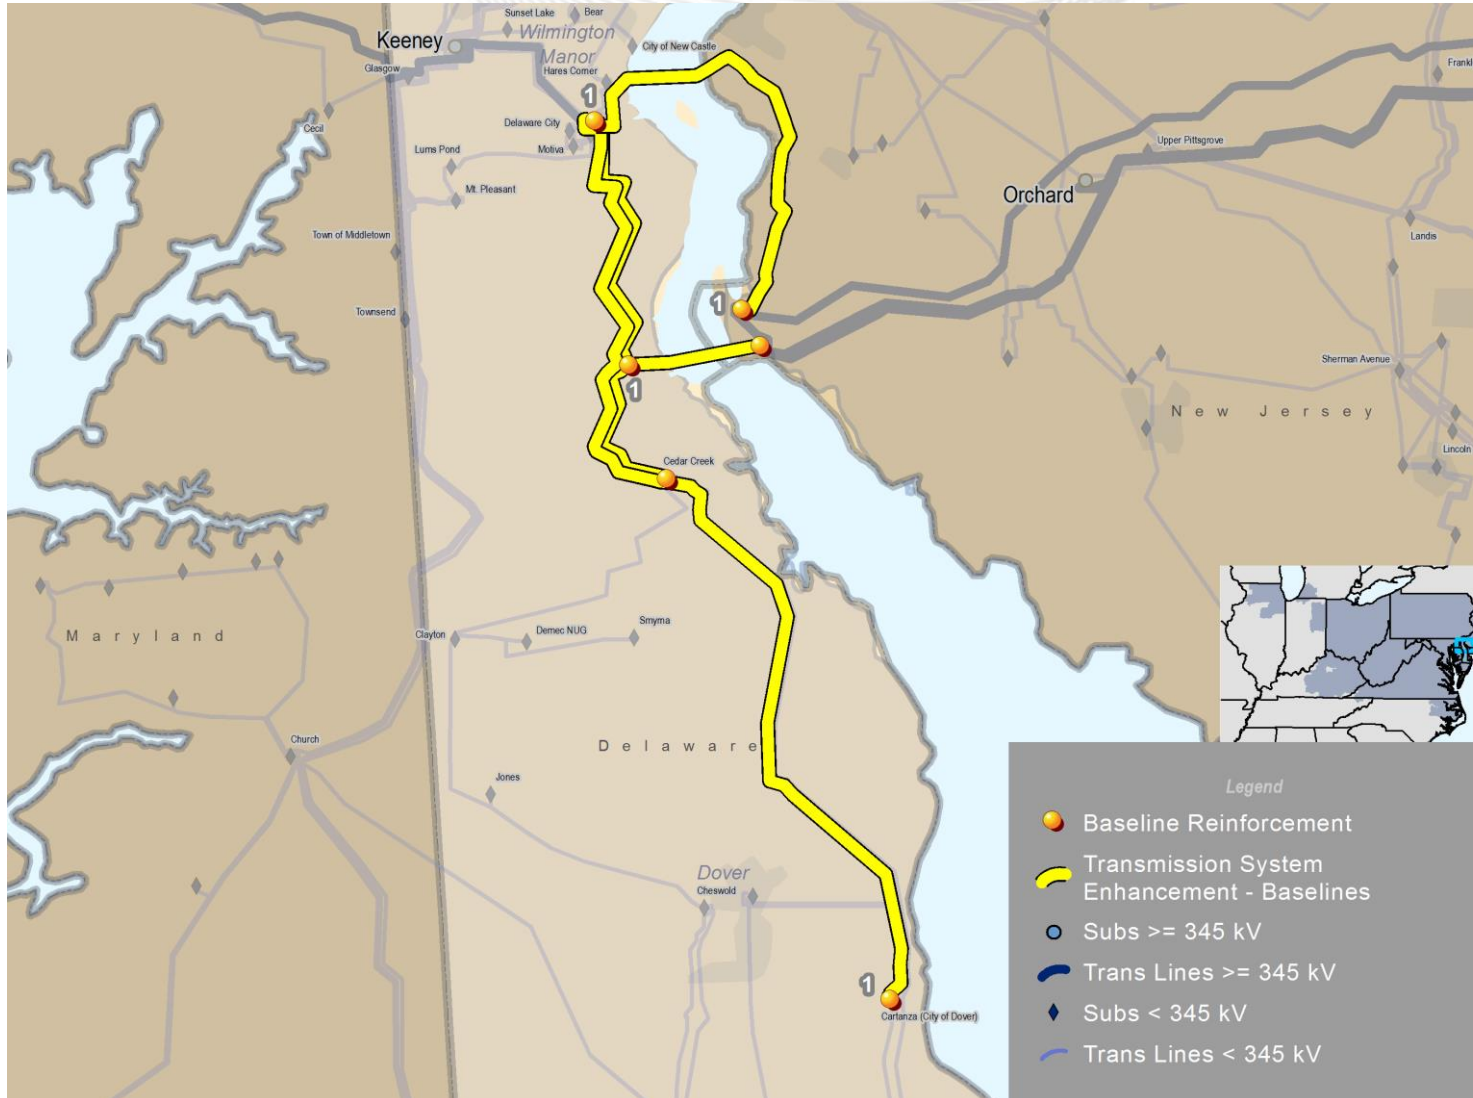 Sunset Lake
Bear
Keeney
Wilmington
Manor
City of New Castle
Glasgow
Hares Corner
Frankl
1
Cecil
Delaware City
Motiva
Lums Pond
Mt. Pleasant
Upper Pittsgrove
Orchard
Landis
Town of Middletown
Townsend
1
1
Sherman Avenue
New Jersey
Lincoln
Cedar Creek
Maryland
Clayton
Demec NUG
Smyrna
Church
Delaware
Jones
Dover
Cheswold
1
Cartanza (City of Dover)
Legend
Baseline Reinforcement
Transmission System
Enhancement - Baselines
Subs >= 345 kV
Trans Lines >= 345 kV
Subs < 345 kV
Trans Lines < 345 kV